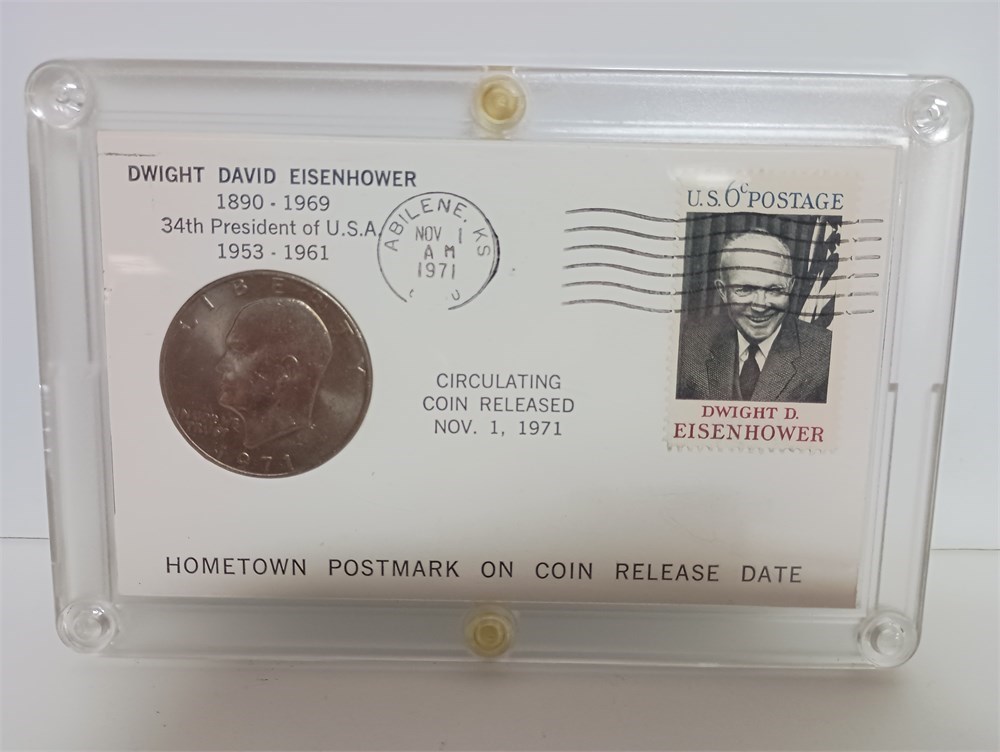 DWIGHT DAVID EISENHOWER
1890 - 1969
34th President of U.S.A.
1953 - 1961
ABILENE, KS
NOV 1
AM
1971
U.S. 6c POSTAGE
DWIGHT D.
EISENHOWER
LIBERTY
1971
CIRCULATING
COIN RELEASED
NOV. 1, 1971
HOMETOWN POSTMARK ON COIN RELEASE DATE